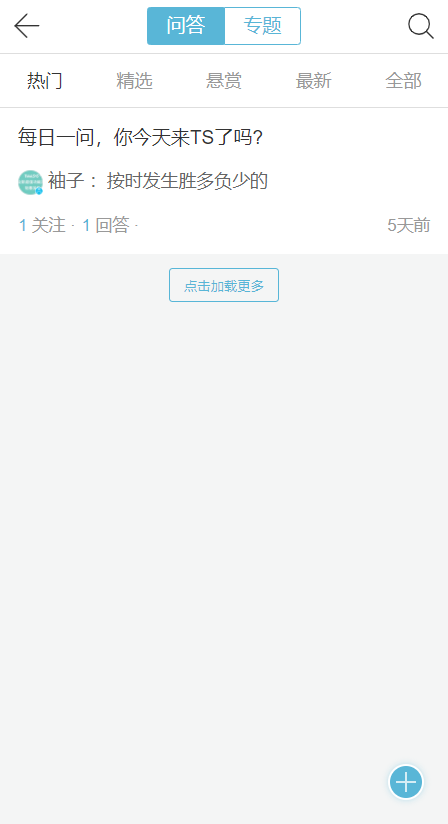 问答 专题
热门 精选 悬赏 最新 全部
每日一问，你今天来TS了吗?
袖子： 按时发生胜多负少的
1 关注 · 1 回答 · 5天前
点击加载更多